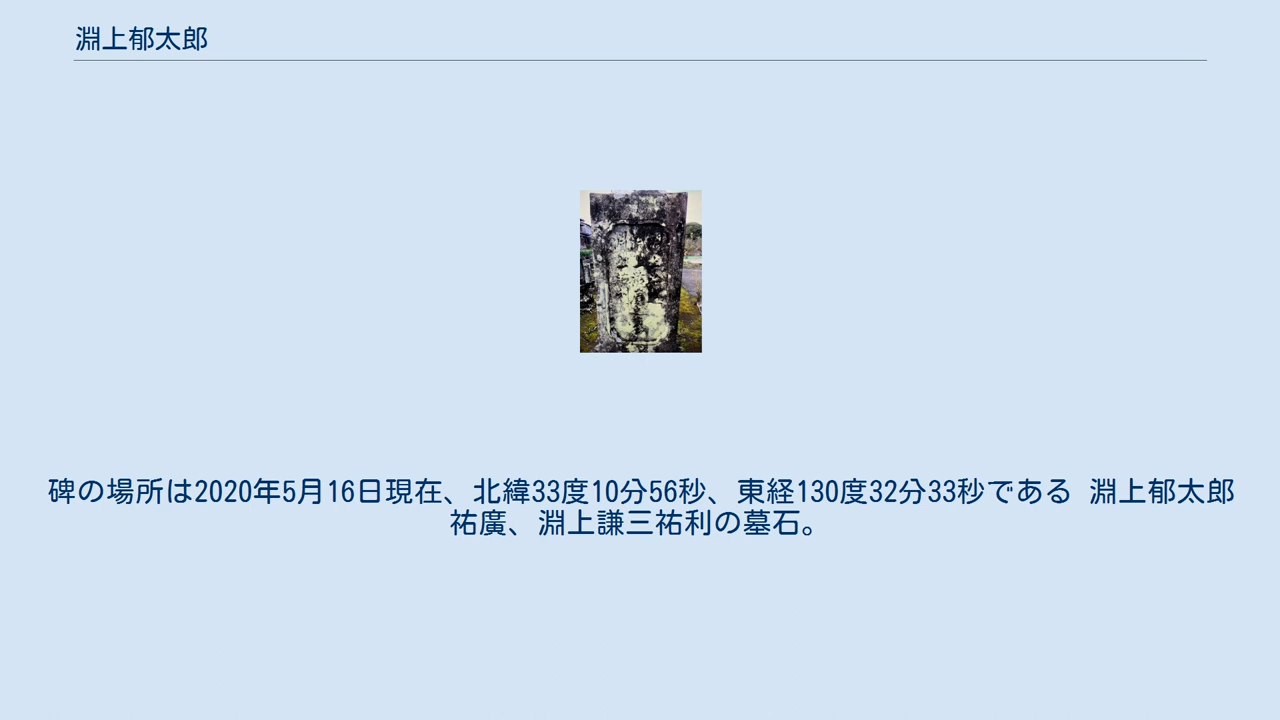 淵上郁太郎
碑の場所は2020年5月16日現在、北緯33度10分56秒、東経130度32分33秒である 淵上郁太郎
祐廣、淵上謙三祐利の墓石。